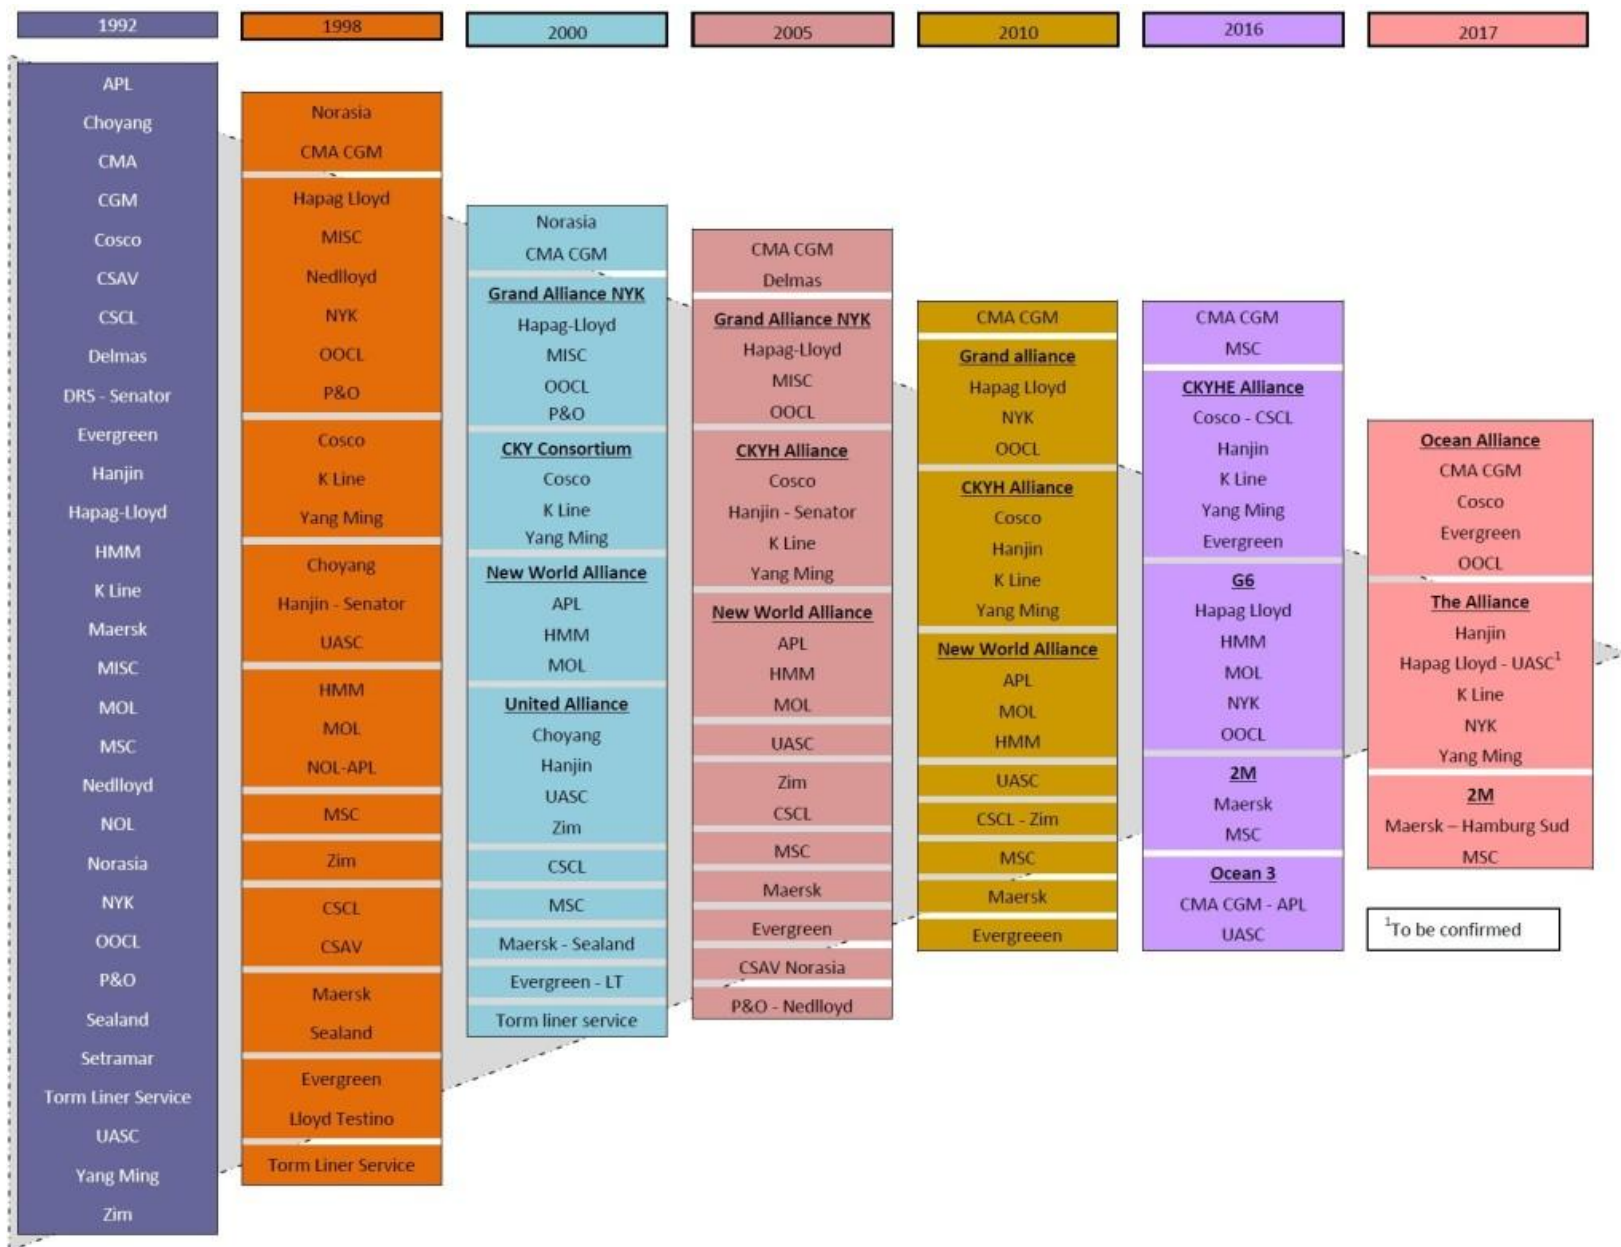 1992
APL
Choyang
CMA
CGM
Cosco
CSAV
CSCL
Delmas
DRS - Senator
Evergreen
Hanjin
Hapag-Lloyd
HMM
K Line
Maersk
MISC
MOL
MSC
Nedlloyd
NOL
Norasia
NYK
OOCL
P&O
Sealand
Setramar
Torm Liner Service
UASC
Yang Ming
Zim
1998
Norasia
CMA CGM
Hapag Lloyd
MISC
Nedlloyd
NYK
OOCL
P&O
Cosco
K Line
Yang Ming
Choyang
Hanjin - Senator
UASC
HMM
MOL
NOL-APL
MSC
Zim
CSCL
CSAV
Maersk
Sealand
Evergreen
Lloyd Testino
Torm Liner Service
2000
Norasia
CMA CGM
Grand Alliance NYK
Hapag-Lloyd
MISC
OOCL
P&O
CKY Consortium
Cosco
K Line
Yang Ming
New World Alliance
APL
HMM
MOL
United Alliance
Choyang
Hanjin
UASC
Zim
CSCL
MSC
Maersk - Sealand
Evergreen - LT
Torm liner service
2005
CMA CGM
Delmas
Grand Alliance NYK
Hapag-Lloyd
MISC
OOCL
CKYH Alliance
Cosco
Hanjin - Senator
K Line
Yang Ming
New World Alliance
APL
HMM
MOL
UASC
Zim
CSCL
MSC
Maersk
Evergreen
CSAV Norasia
P&O - Nedlloyd
2010
CMA CGM
Grand alliance
Hapag Lloyd
NYK
OOCL
CKYH Alliance
Cosco
Hanjin
K Line
Yang Ming
New World Alliance
APL
MOL
HMM
UASC
CSCL - Zim
MSC
Maersk
Evergreeen
2016
CMA CGM
MSC
CKYHE Alliance
Cosco - CSCL
Hanjin
K Line
Yang Ming
Evergreen
G6
Hapag Lloyd
HMM
MOL
NYK
OOCL
2M
Maersk
MSC
Ocean 3
CMA CGM - APL
UASC
2017
Ocean Alliance
CMA CGM
Cosco
Evergreen
OOCL
The Alliance
Hanjin
Hapag Lloyd - UASC¹
K Line
NYK
Yang Ming
2M
Maersk – Hamburg Sud
MSC
¹To be confirmed